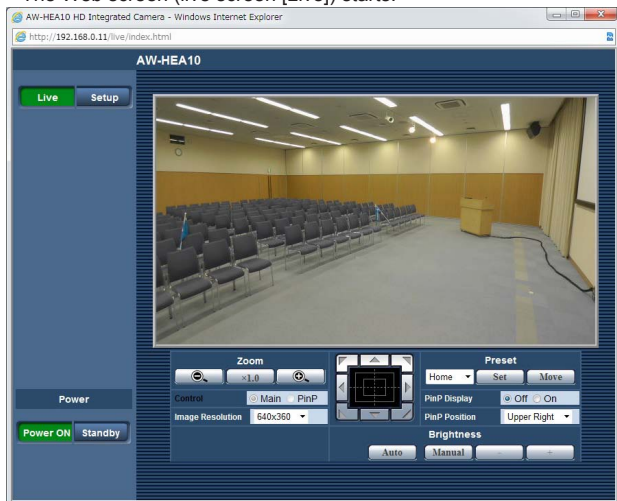 The Web screen (live screen [Live]) starts.
AW-HEA10 HD Integrated Camera - Windows Internet Explorer
http://192.168.0.11/live/index.html
AW-HEA10
Live Setup
Zoom
×1.0
Control Main PinP
Image Resolution 640x360
Preset
Home Set Move
PinP Display Off On
PinP Position Upper Right
Brightness
Auto Manual - +
Power
Power ON Standby